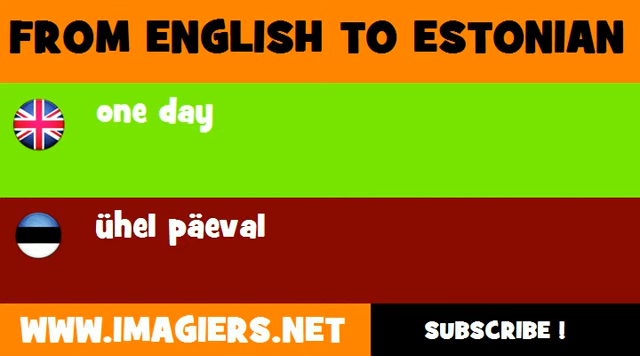 FROM ENGLISH TO ESTONIAN
one day
ühel päeval
WWW.IMAGIERS.NET
SUBSCRIBE !